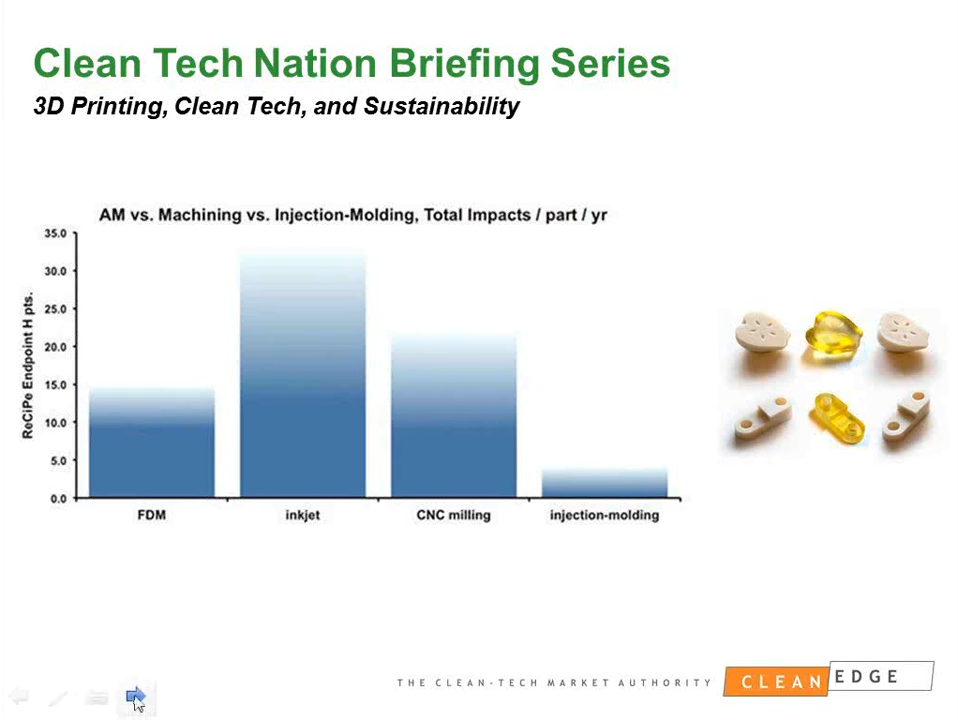 Clean Tech Nation Briefing Series
3D Printing, Clean Tech, and Sustainability
AM vs. Machining vs. Injection-Molding, Total Impacts / part / yr
ReCiPe Endpoint H pts.
35.0
30.0
25.0
20.0
15.0
10.0
5.0
0.0
FDM
inkjet
CNC milling
injection-molding
THE CLEAN-TECH MARKET AUTHORITY
CLEAN EDGE